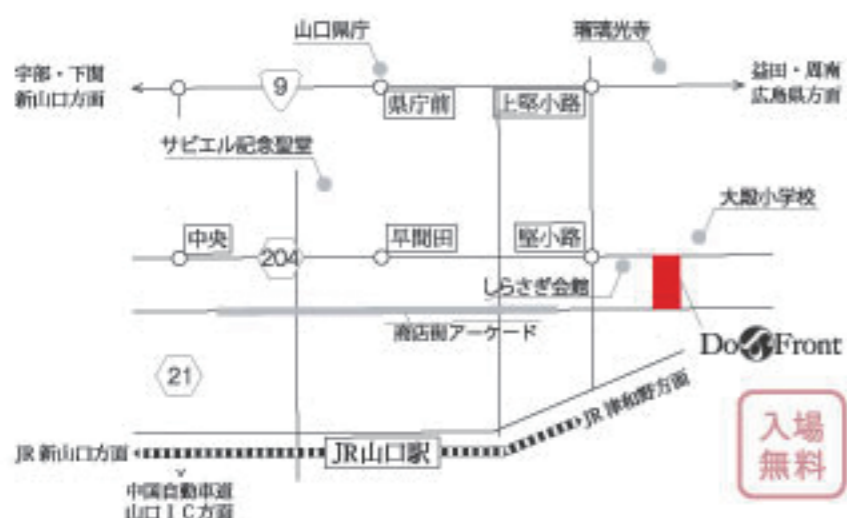 山口県庁
瑠璃光寺
宇部・下関
新山口方面
9
県庁前
上竪小路
益田・周南
広島県方面
サビエル記念聖堂
大殿小学校
中央
204
早間田
竪小路
しらさぎ会館
商店街アーケード
Do Front
21
JR 津和野方面
入場
無料
JR 新山口方面
JR山口駅
中国自動車道
山口IC方面